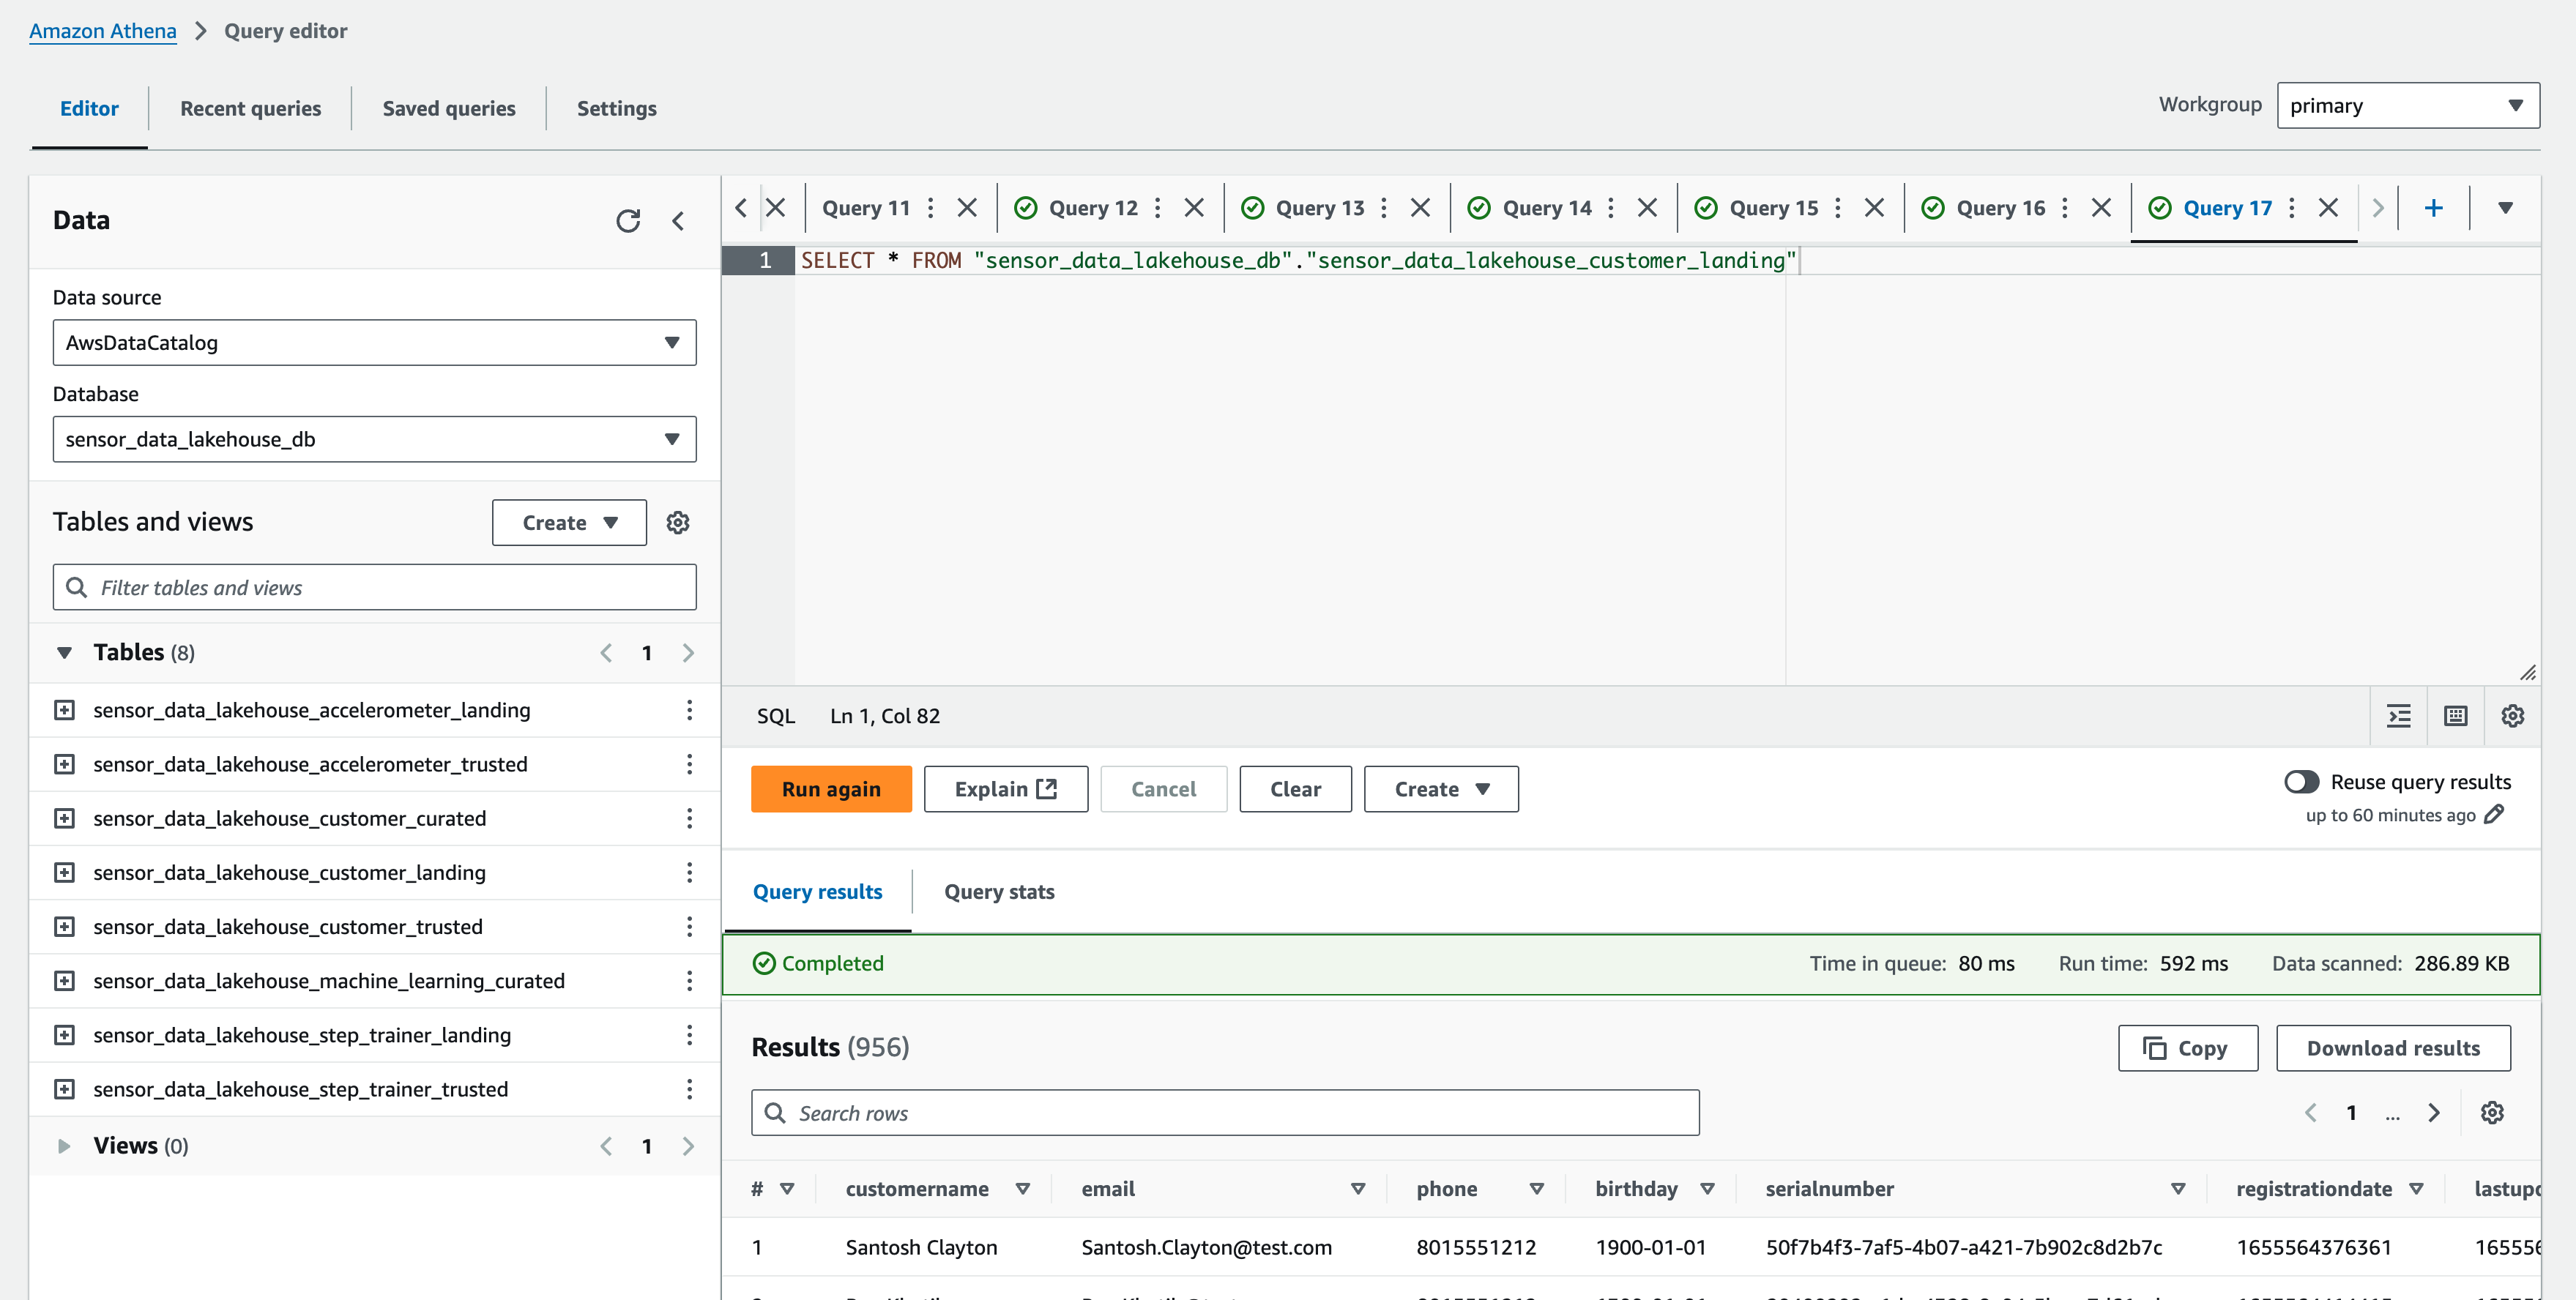 Amazon Athena > Query editor
Editor Recent queries Saved queries Settings
Workgroup primary
Data
Data source
AwsDataCatalog
Database
sensor_data_lakehouse_db
Tables and views Create
Filter tables and views
Tables (8) 1
sensor_data_lakehouse_accelerometer_landing
sensor_data_lakehouse_accelerometer_trusted
sensor_data_lakehouse_customer_curated
sensor_data_lakehouse_customer_landing
sensor_data_lakehouse_customer_trusted
sensor_data_lakehouse_machine_learning_curated
sensor_data_lakehouse_step_trainer_landing
sensor_data_lakehouse_step_trainer_trusted
Views (0) 1
Query 11 Query 12 Query 13 Query 14 Query 15 Query 16 Query 17
1 SELECT * FROM "sensor_data_lakehouse_db"."sensor_data_lakehouse_customer_landing"
SQL Ln 1, Col 82
Run again Explain Cancel Clear Create
Reuse query results
up to 60 minutes ago
Query results Query stats
Completed Time in queue: 80 ms Run time: 592 ms Data scanned: 286.89 KB
Results (956) Copy Download results
Search rows
1 ...
# customername email phone birthday serialnumber registrationdate
1 Santosh Clayton Santosh.Clayton@test.com 8015551212 1900-01-01 50f7b4f3-7af5-4b07-a421-7b902c8d2b7c 1655564376361